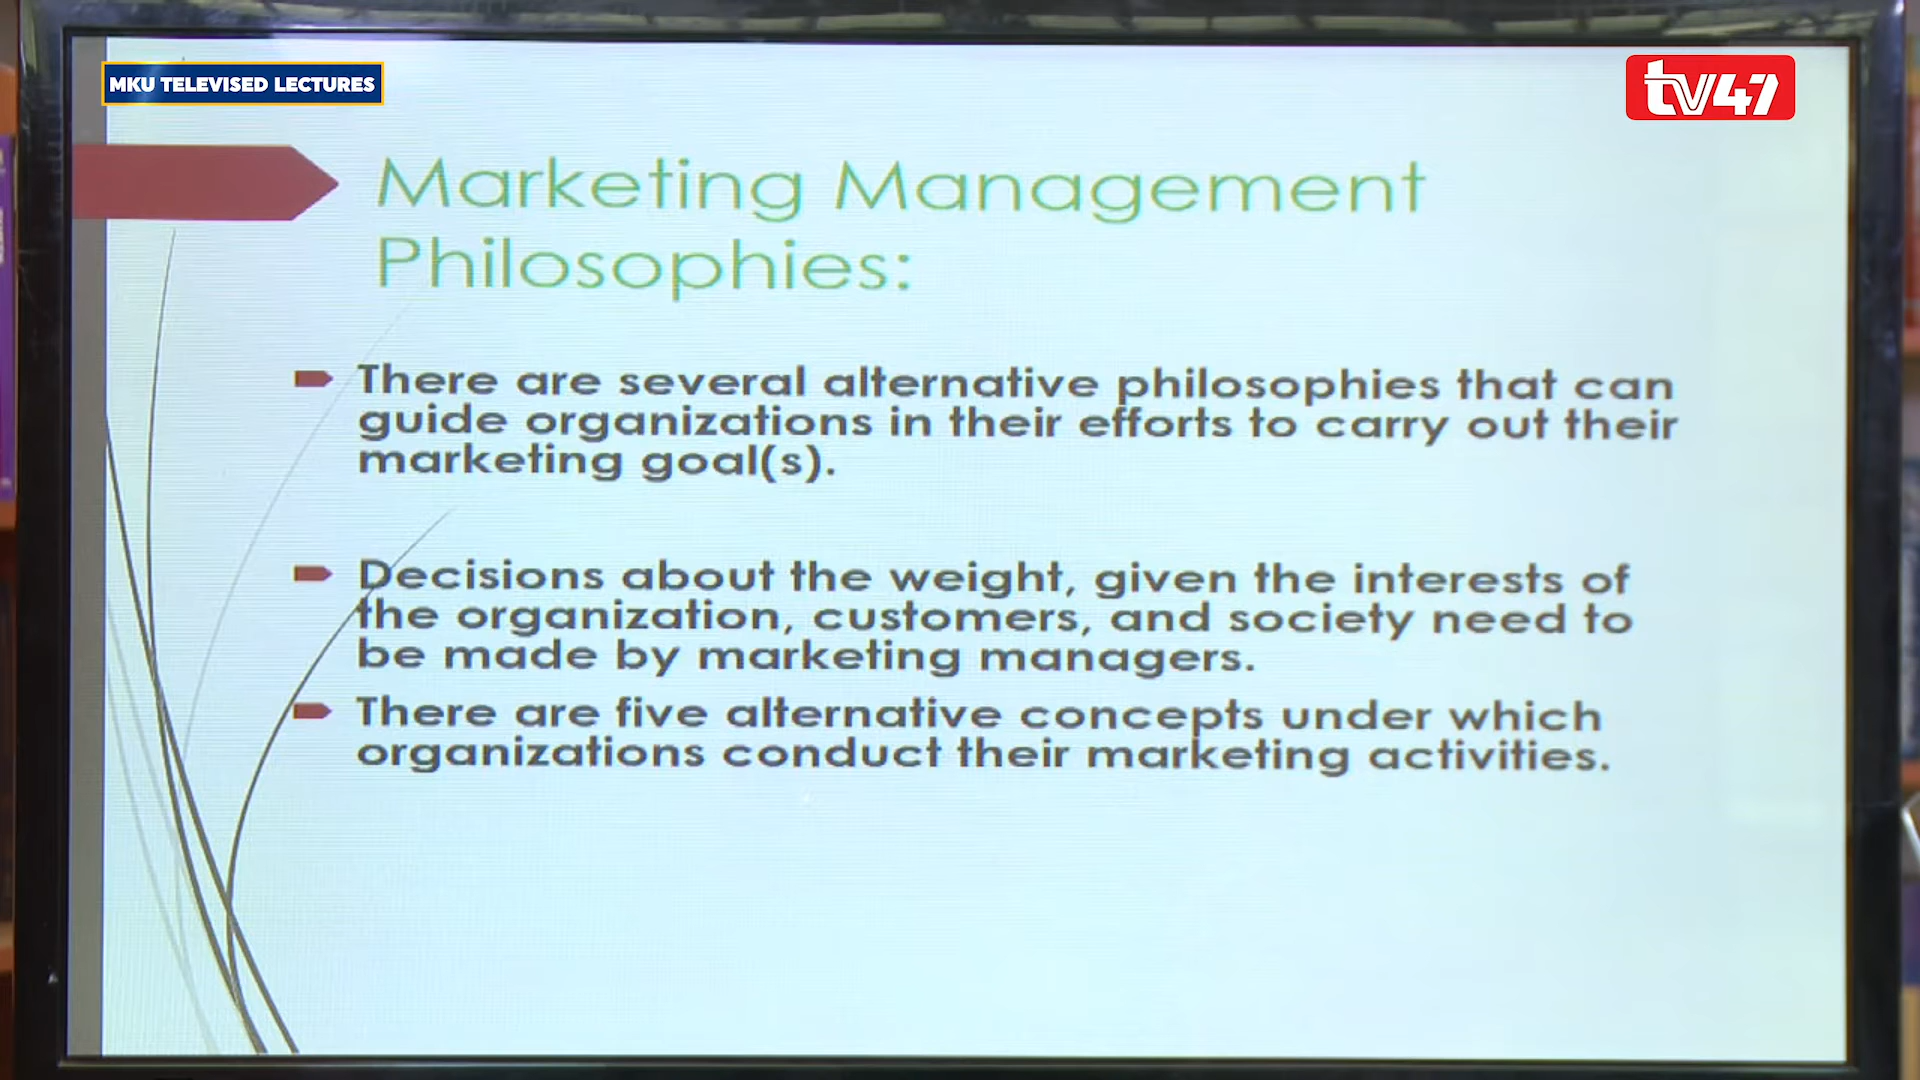 MKU TELEVISED LECTURES
tv47
Marketing Management
Philosophies:
There are several alternative philosophies that can
guide organizations in their efforts to carry out their
marketing goal(s).
Decisions about the weight, given the interests of
the organization, customers, and society need to
be made by marketing managers.
There are five alternative concepts under which
organizations conduct their marketing activities.